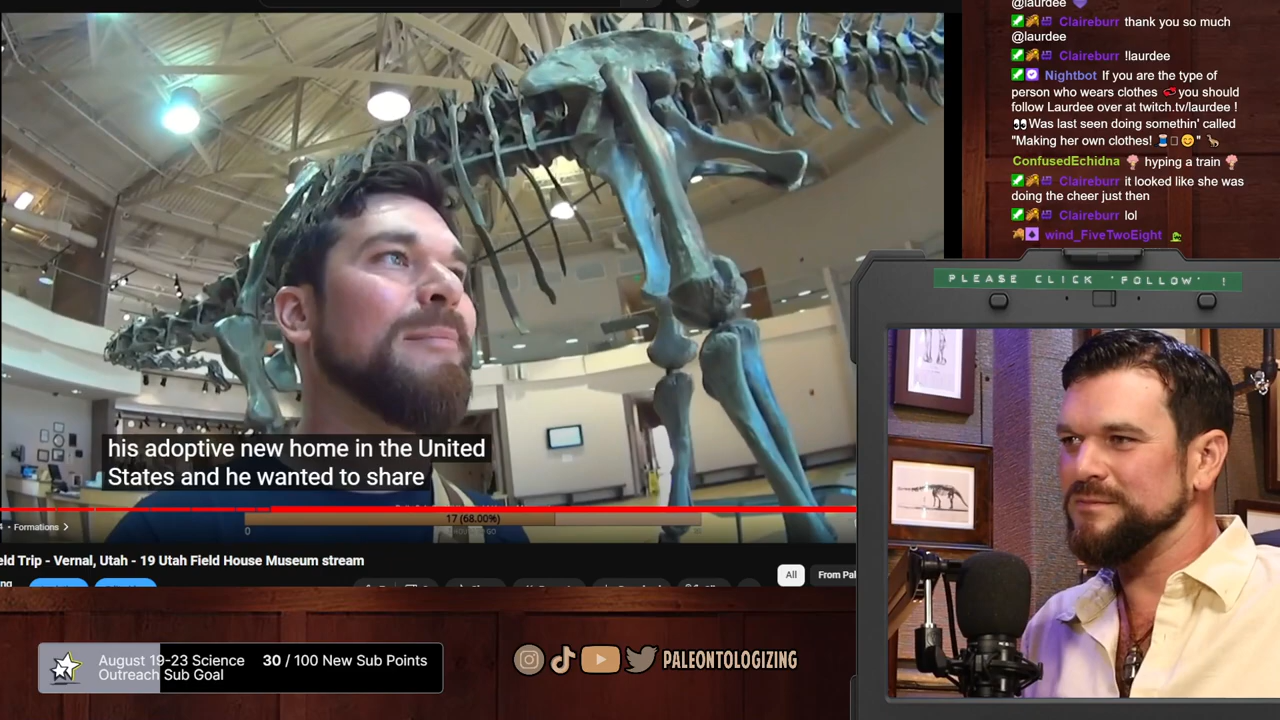 @laurdee
Claireburr thank you so much
@laurdee
Claireburr !laurdee
Nightbot If you are the type of
person who wears clothes you should
follow Laurdee over at twitch.tv/laurdee !
Was last seen doing somethin' called
"Making her own clothes! "
ConfusedEchidna hyping a train
Claireburr it looked like she was
doing the cheer just then
Claireburr lol
wind_FiveTwoEight
PLEASE CLICK 'FOLLOW' !
his adoptive new home in the United
States and he wanted to share
17 (68.00%)
0
• Formations >
eld Trip - Vernal, Utah - 19 Utah Field House Museum stream
All
From Pal
August 19-23 Science
Outreach Sub Goal
30 / 100 New Sub Points
PALEONTOLOGIZING